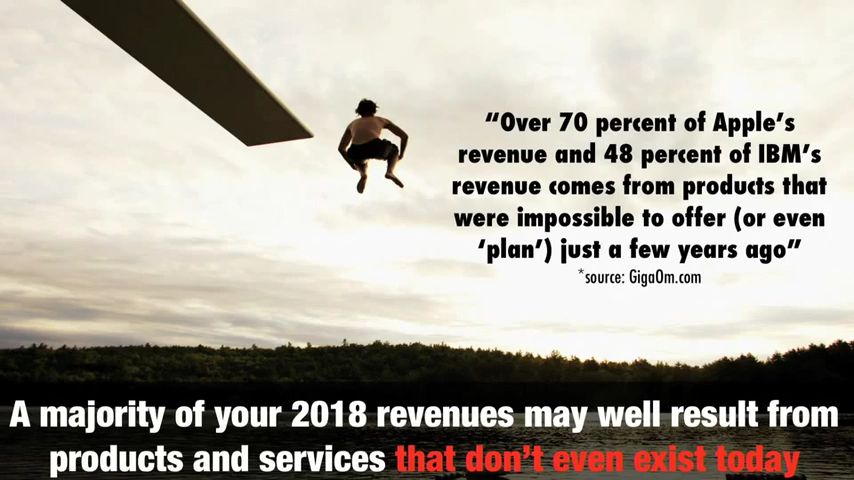 “Over 70 percent of Apple’s
revenue and 48 percent of IBM’s
revenue comes from products that
were impossible to offer (or even
‘plan’) just a few years ago”
*source: GigaOm.com
A majority of your 2018 revenues may well result from
products and services that don’t even exist today